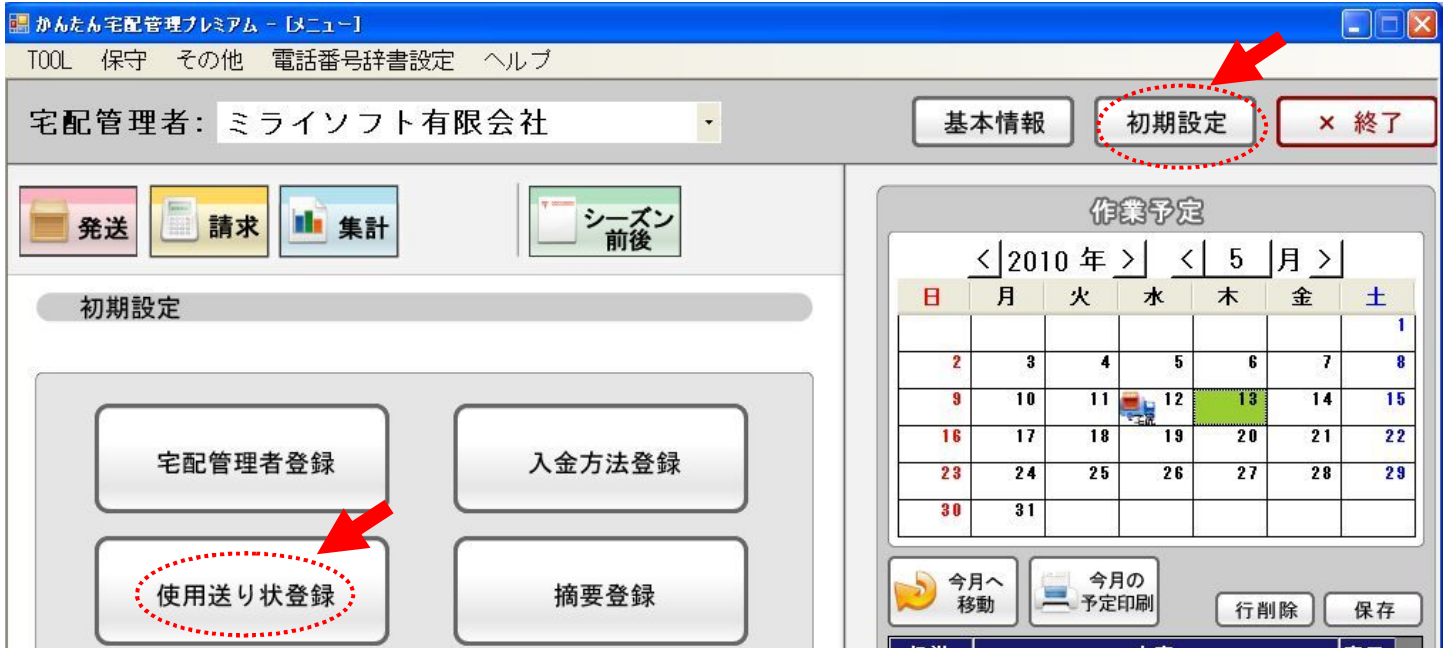 かんたん宅配管理プレミアム - [メニュー]
TOOL 保守 その他 電話番号辞書設定 ヘルプ
宅配管理者: ミライソフト有限会社
基本情報 初期設定 × 終了
発送 請求 集計 シーズン前後
初期設定
宅配管理者登録 入金方法登録
使用送り状登録 摘要登録
作業予定
< 2010 年 > < 5 月 >
日 月 火 水 木 金 土
1
2 3 4 5 6 7 8
9 10 11 12 13 14 15
16 17 18 19 20 21 22
23 24 25 26 27 28 29
30 31
今月へ 今月の
移動 予定印刷 行削除 保存